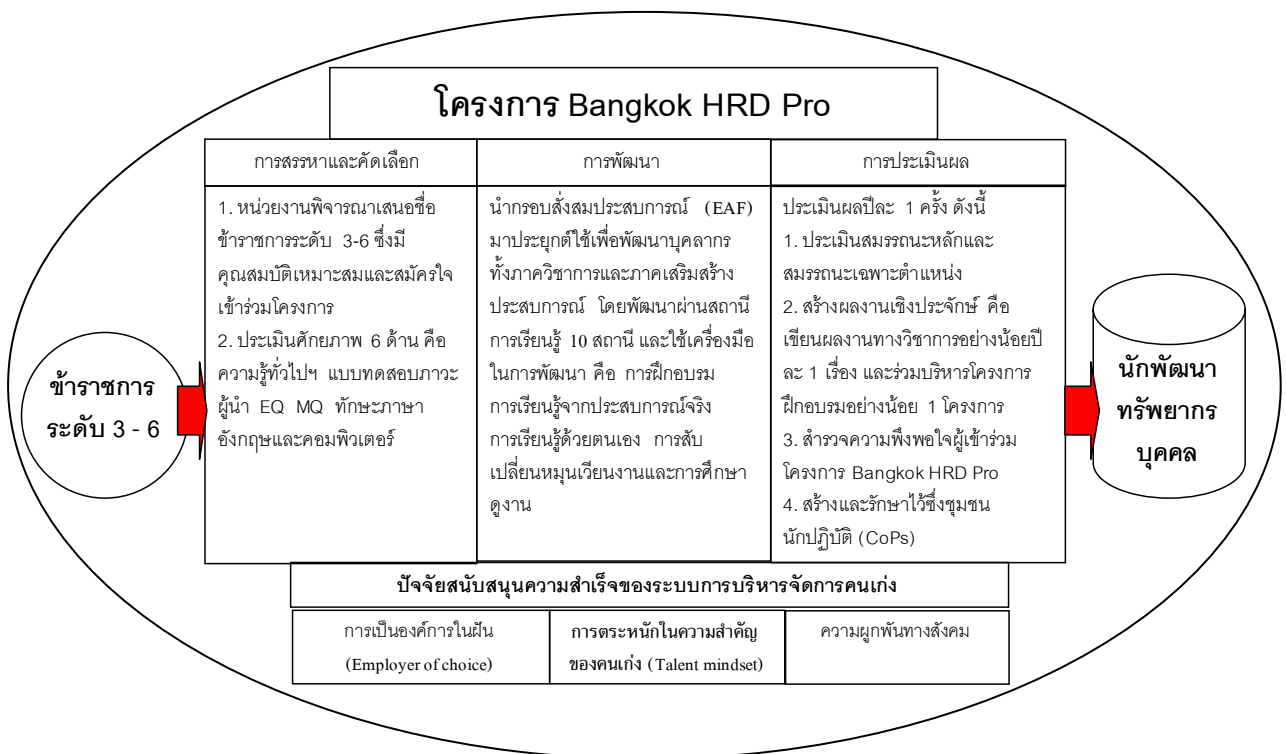 โครงการ Bangkok HRD Pro
การสรรหาและคัดเลือก
1. หน่วยงานพิจารณาเสนอชื่อ
ข้าราชการระดับ 3-6 ซึ่งมี
คุณสมบัติเหมาะสมและสมัครใจ
เข้าร่วมโครงการ
2. ประเมินศักยภาพ 6 ด้าน คือ
ความรู้ทั่วไปฯ แบบทดสอบภาวะ
ผู้นำ EQ MQ ทักษะภาษา
อังกฤษและคอมพิวเตอร์
การพัฒนา
นำกรอบสั่งสมประสบการณ์ (EAF)
มาประยุกต์ใช้เพื่อพัฒนาบุคลากร
ทั้งภาควิชาการและภาคเสริมสร้าง
ประสบการณ์ โดยพัฒนาผ่านสถานี
การเรียนรู้ 10 สถานี และใช้เครื่องมือ
ในการพัฒนา คือ การฝึกอบรม
การเรียนรู้จากประสบการณ์จริง
การเรียนรู้ด้วยตนเอง การสับ
เปลี่ยนหมุนเวียนงานและการศึกษา
ดูงาน
การประเมินผล
ประเมินผลปีละ 1 ครั้ง ดังนี้
1. ประเมินสมรรถนะหลักและ
สมรรถนะเฉพาะตำแหน่ง
2. สร้างผลงานเชิงประจักษ์ คือ
เขียนผลงานทางวิชาการอย่างน้อยปี
ละ 1 เรื่อง และร่วมบริหารโครงการ
ฝึกอบรมอย่างน้อย 1 โครงการ
3. สำรวจความพึงพอใจผู้เข้าร่วม
โครงการ Bangkok HRD Pro
4. สร้างและรักษาไว้ซึ่งชุมชน
นักปฏิบัติ (CoPs)
ข้าราชการ
ระดับ 3 - 6
นักพัฒนา
ทรัพยากร
บุคคล
ปัจจัยสนับสนุนความสำเร็จของระบบการบริหารจัดการคนเก่ง
การเป็นองค์การในฝัน
(Employer of choice)
การตระหนักในความสำคัญ
ของคนเก่ง (Talent mindset)
ความผูกพันทางสังคม